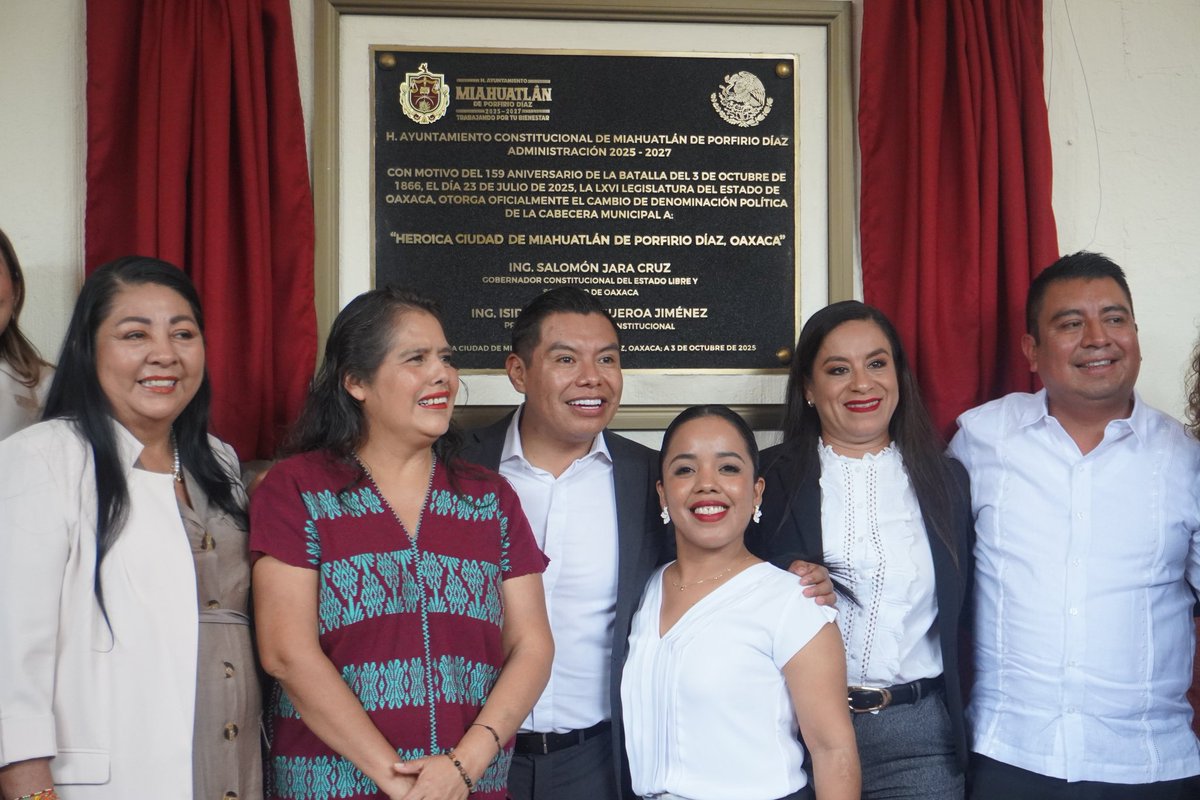 H. AYUNTAMIENTO
MIAHUATLÁN
DE PORFIRIO DÍAZ
2025-2027
TRABAJANDO POR TU BIENESTAR
H. AYUNTAMIENTO CONSTITUCIONAL DE MIAHUATLÁN DE PORFIRIO DÍAZ
ADMINISTRACIÓN 2025 - 2027
CON MOTIVO DEL 159 ANIVERSARIO DE LA BATALLA DEL 3 DE OCTUBRE DE
1866, EL DÍA 23 DE JULIO DE 2025, LA LXVI LEGISLATURA DEL ESTADO DE
OAXACA, OTORGA OFICIALMENTE EL CAMBIO DE DENOMINACIÓN POLÍTICA
DE LA CABECERA MUNICIPAL A:
"HEROICA CIUDAD DE MIAHUATLÁN DE PORFIRIO DÍAZ, OAXACA"
ING. SALOMÓN JARA CRUZ
GOBERNADOR CONSTITUCIONAL DEL ESTADO LIBRE Y
DE OAXACA
ING. JIMÉNEZ
A CIUDAD DE OAXACA; A 3 DE OCTUBRE DE 2025